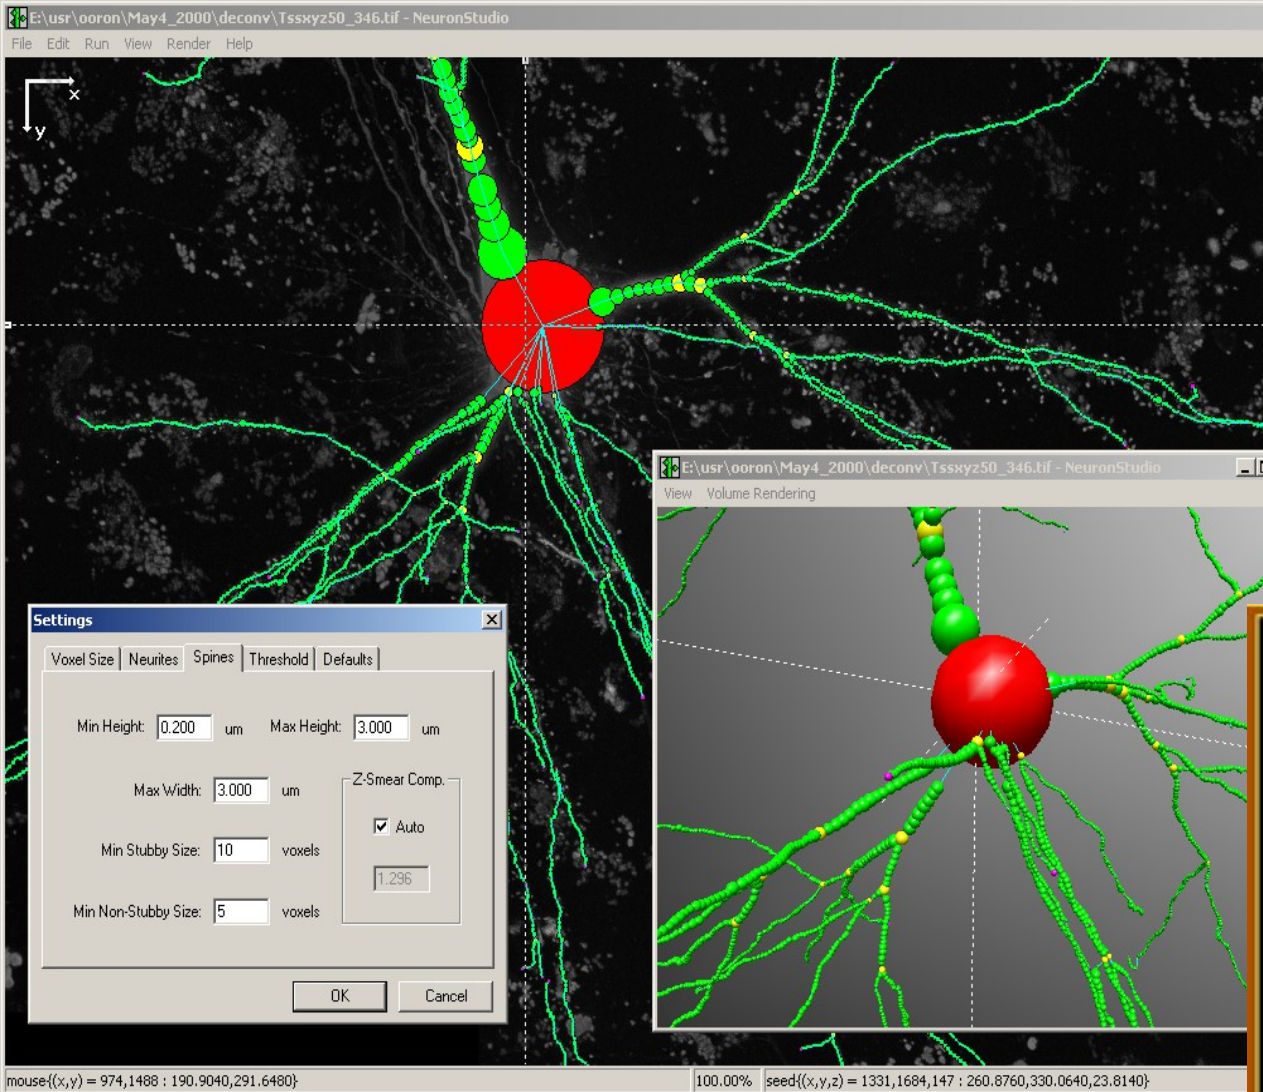 E:\usr\ooron\May4_2000\deconv\Tssxyz50_346.tif - NeuronStudio
File Edit Run View Render Help
x
y
E:\usr\ooron\May4_2000\deconv\Tssxyz50_346.tif - NeuronStudio
View Volume Rendering
Settings
Voxel Size Neurites Spines Threshold Defaults
Min Height: 0.200 um Max Height: 3.000 um
Max Width: 3.000 um
Z-Smear Comp.
Auto
Min Stubby Size: 10 voxels
1.296
Min Non-Stubby Size: 5 voxels
OK Cancel
mouse{(x,y) = 974,1488 : 190.9040,291.6480} 100.00% seed{(x,y,z) = 1331,1684,147 : 260.8760,330.0640,23.8140}